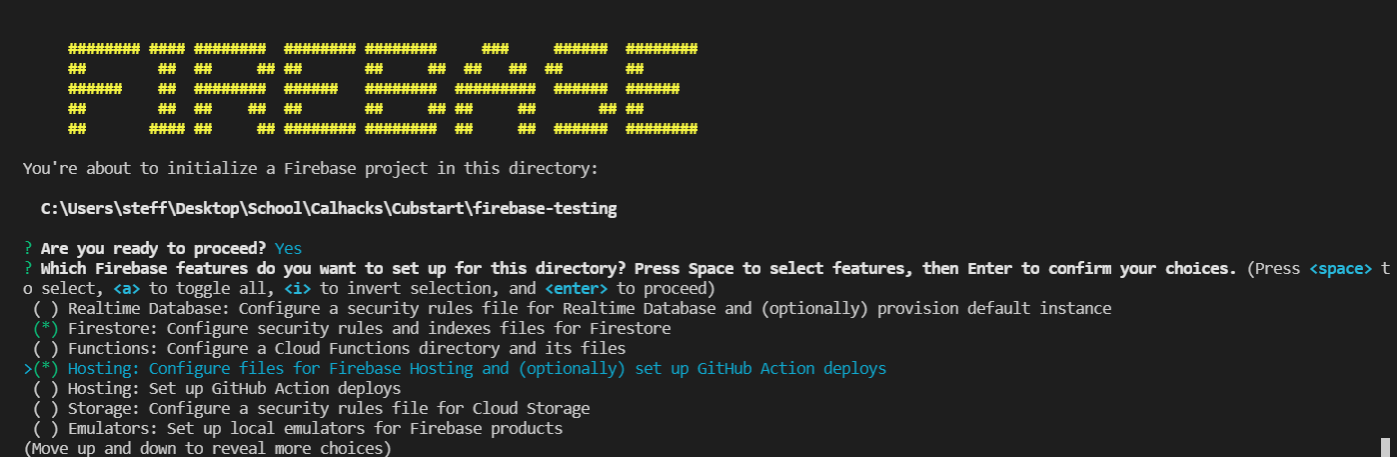 FIREBASE
You're about to initialize a Firebase project in this directory:
C:\Users\steff\Desktop\School\Calhacks\Cubstart\firebase-testing
? Are you ready to proceed? Yes
? Which Firebase features do you want to set up for this directory? Press Space to select features, then Enter to confirm your choices. (Press <space> t
o select, <a> to toggle all, <i> to invert selection, and <enter> to proceed)
( ) Realtime Database: Configure a security rules file for Realtime Database and (optionally) provision default instance
(*) Firestore: Configure security rules and indexes files for Firestore
( ) Functions: Configure a Cloud Functions directory and its files
>(*) Hosting: Configure files for Firebase Hosting and (optionally) set up GitHub Action deploys
( ) Hosting: Set up GitHub Action deploys
( ) Storage: Configure a security rules file for Cloud Storage
( ) Emulators: Set up local emulators for Firebase products
(Move up and down to reveal more choices)